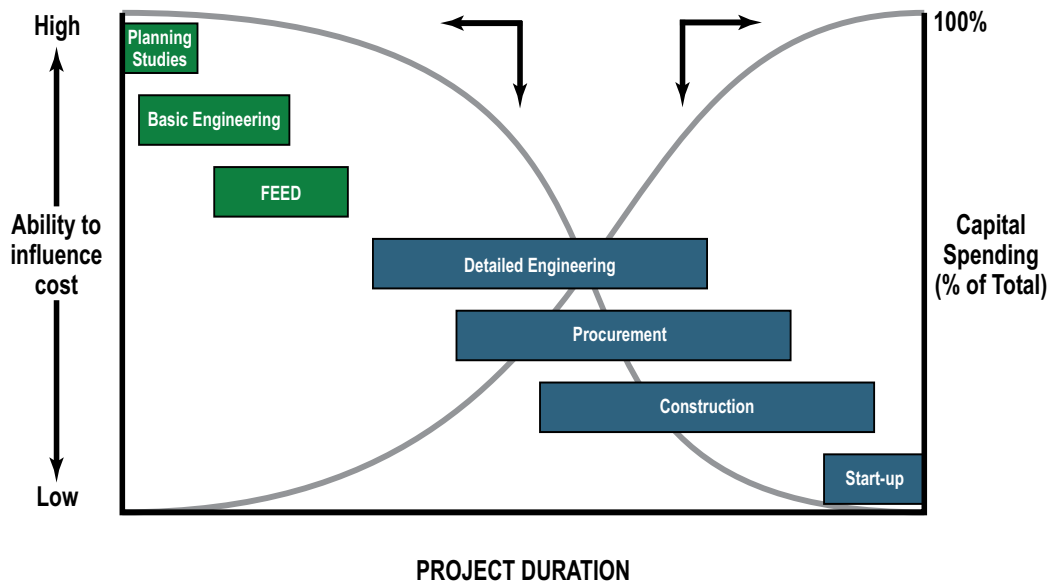 High
100%
Planning
Studies
Basic Engineering
FEED
Ability to
influence
cost
Detailed Engineering
Capital
Spending
(% of Total)
Procurement
Construction
Start-up
Low
PROJECT DURATION